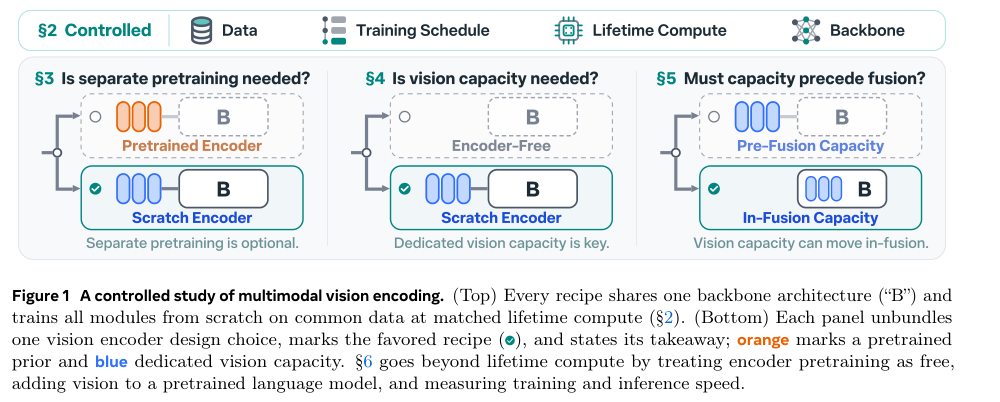 §2 Controlled Data Training Schedule Lifetime Compute Backbone
§3 Is separate pretraining needed?
B
Pretrained Encoder
B
Scratch Encoder
Separate pretraining is optional.
§4 Is vision capacity needed?
B
Encoder-Free
B
Scratch Encoder
Dedicated vision capacity is key.
§5 Must capacity precede fusion?
B
Pre-Fusion Capacity
B
In-Fusion Capacity
Vision capacity can move in-fusion.
Figure 1 A controlled study of multimodal vision encoding. (Top) Every recipe shares one backbone architecture (“B”) and
trains all modules from scratch on common data at matched lifetime compute (§2). (Bottom) Each panel unbundles
one vision encoder design choice, marks the favored recipe (✓), and states its takeaway; orange marks a pretrained
prior and blue dedicated vision capacity. §6 goes beyond lifetime compute by treating encoder pretraining as free,
adding vision to a pretrained language model, and measuring training and inference speed.